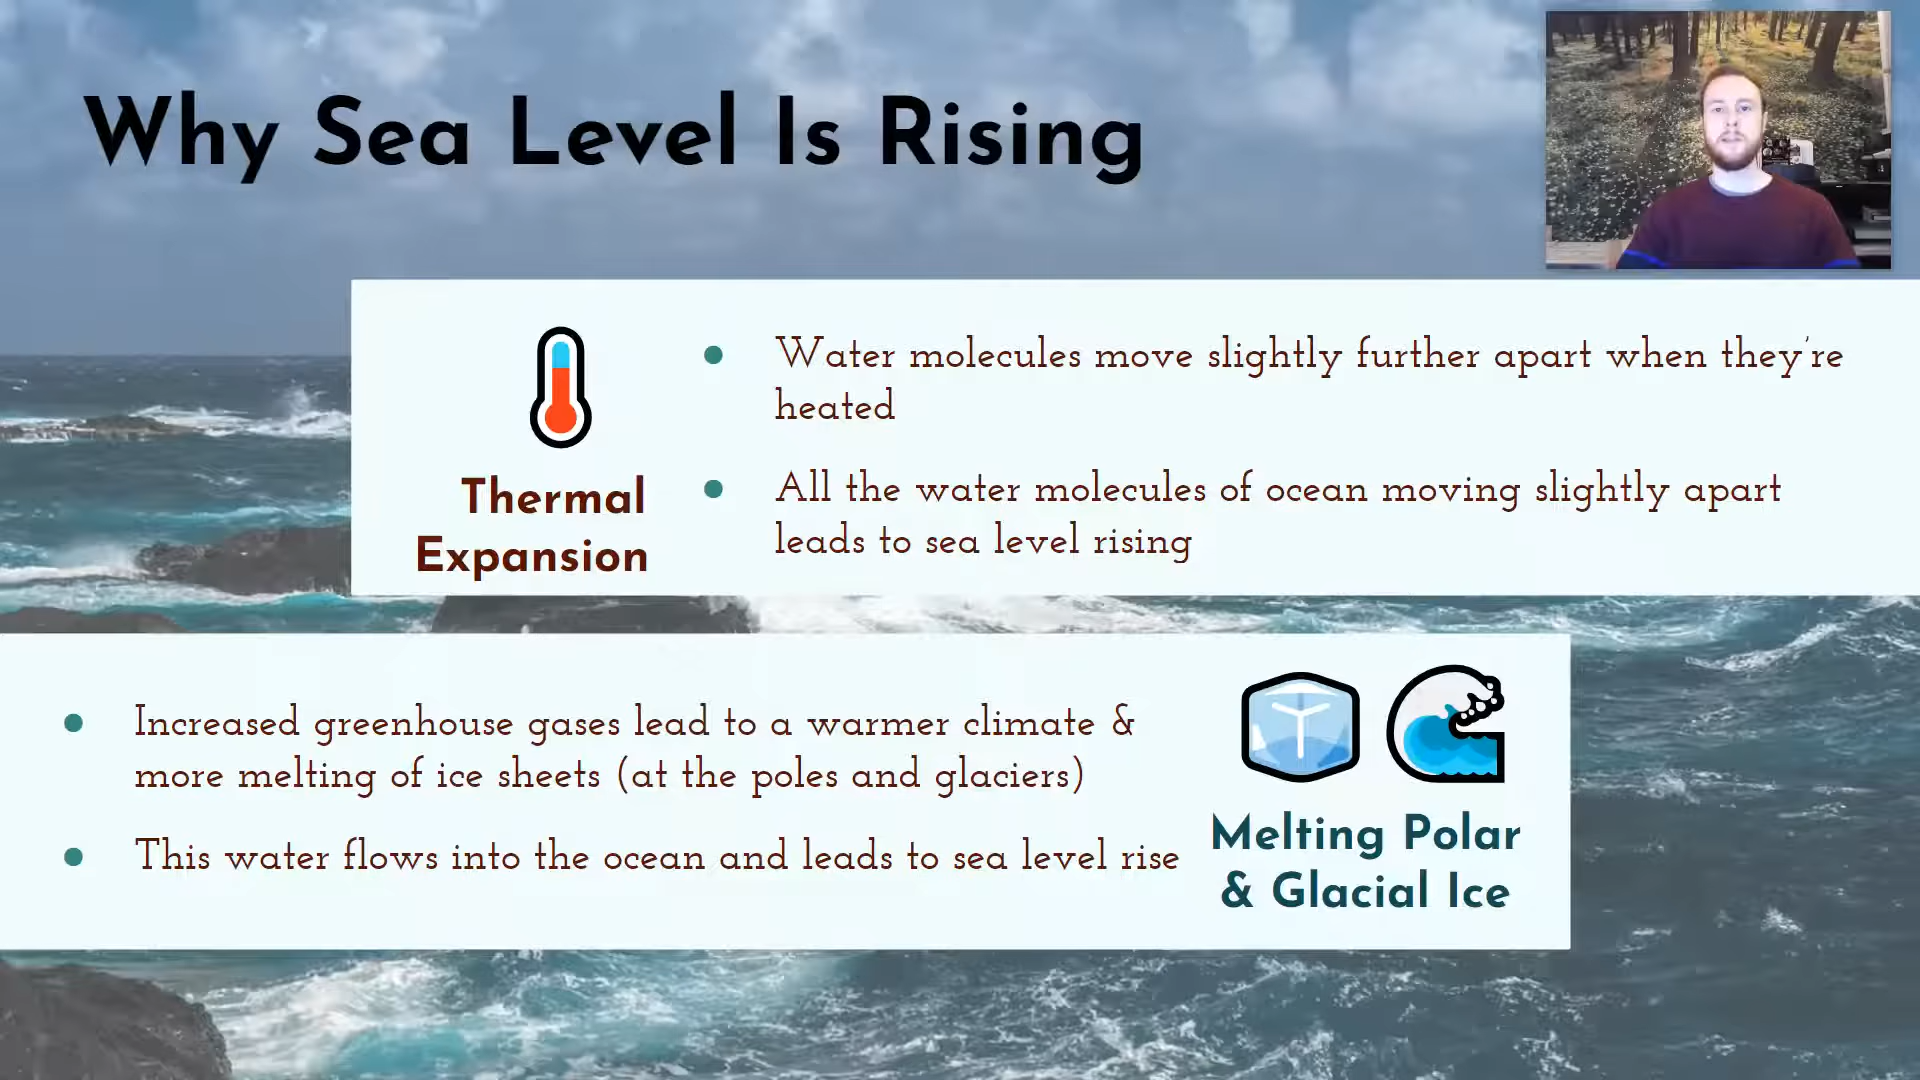 Why Sea Level Is Rising
Thermal
Expansion
• Water molecules move slightly further apart when they're
heated
• All the water molecules of ocean moving slightly apart
leads to sea level rising
• Increased greenhouse gases lead to a warmer climate &
more melting of ice sheets (at the poles and glaciers)
• This water flows into the ocean and leads to sea level rise
Melting Polar
& Glacial Ice